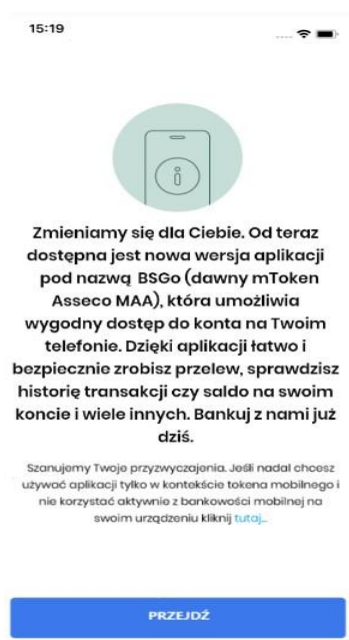 15:19
Zmieniamy się dla Ciebie. Od teraz
dostępna jest nowa wersja aplikacji
pod nazwą BSGo (dawny mToken
Asseco MAA), która umożliwia
wygodny dostęp do konta na Twoim
telefonie. Dzięki aplikacji łatwo i
bezpiecznie zrobisz przelew, sprawdzisz
historię transakcji czy saldo na swoim
koncie i wiele innych. Bankuj z nami już
dziś.
Szanujemy Twoje przyzwyczajenia. Jeśli nadal chcesz
używać aplikacji tylko w kontekście tokena mobilnego i
nie korzystać aktywnie z bankowości mobilnej na
swoim urządzeniu kliknij tutaj...
PRZEJDŹ